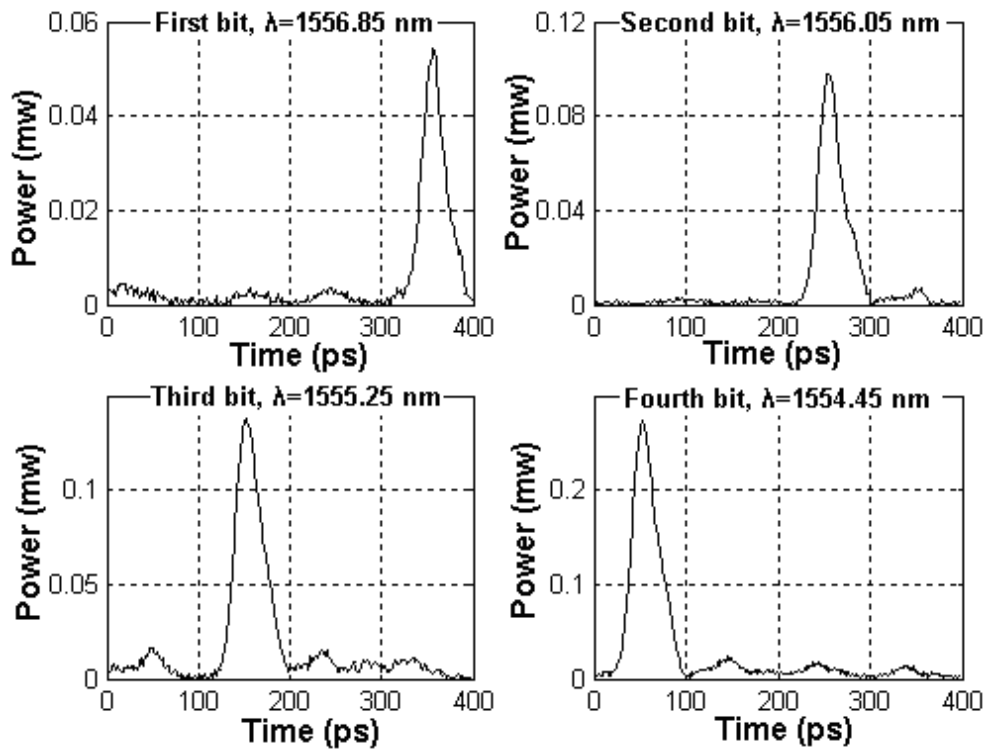 First bit, λ=1556.85 nm
Power (mw)
0.06
0.04
0.02
0
0 100 200 300 400
Time (ps)
Second bit, λ=1556.05 nm
Power (mw)
0.12
0.08
0.04
0
0 100 200 300 400
Time (ps)
Third bit, λ=1555.25 nm
Power (mw)
0.1
0.05
0
0 100 200 300 400
Time (ps)
Fourth bit, λ=1554.45 nm
Power (mw)
0.2
0.1
0
0 100 200 300 400
Time (ps)